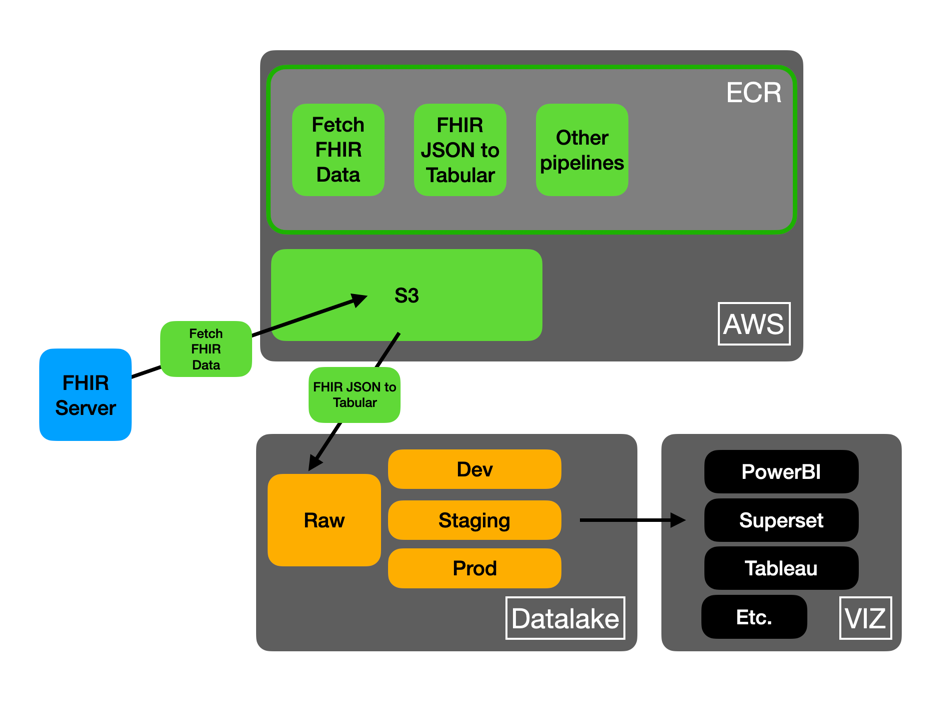 ECR
Fetch
FHIR
Data
FHIR
JSON to
Tabular
Other
pipelines
S3
AWS
Fetch
FHIR
Data
FHIR
Server
FHIR JSON to
Tabular
Raw
Dev
Staging
Prod
Datalake
PowerBI
Superset
Tableau
Etc.
VIZ